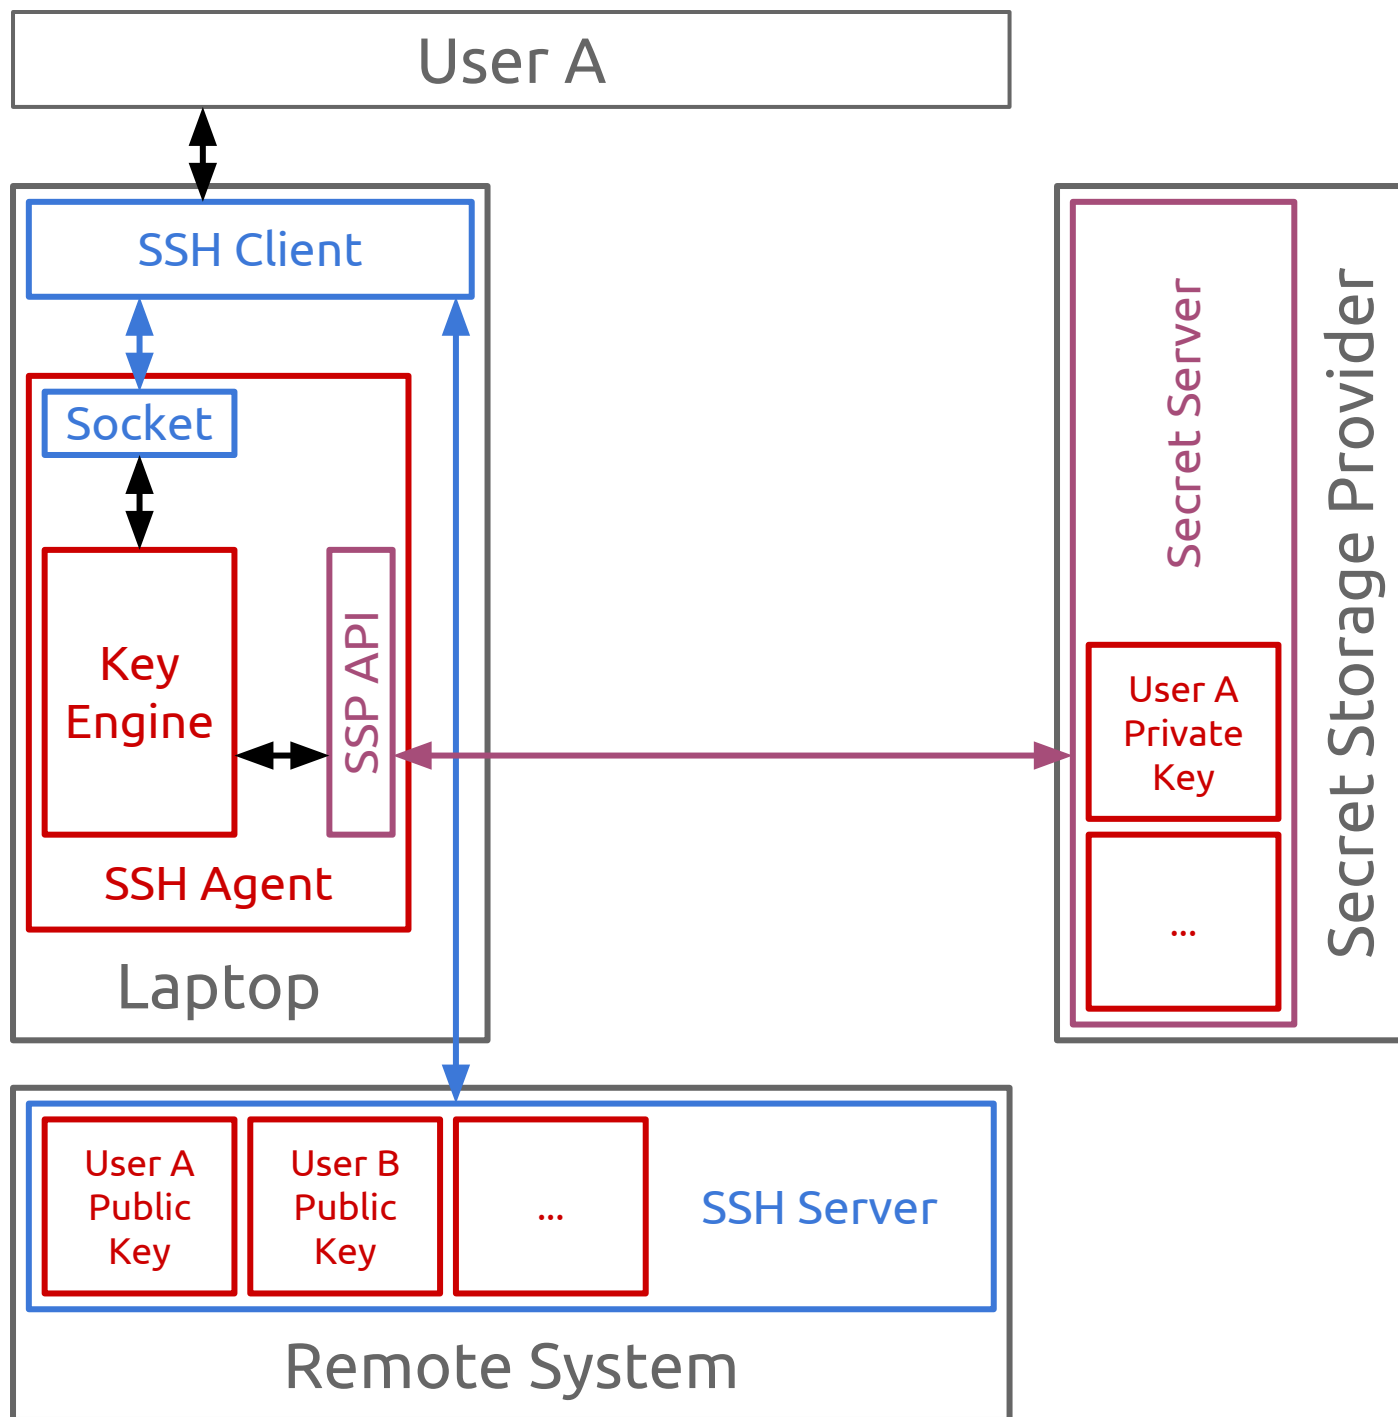 User A
SSH Client
Socket
Key
Engine
SSP API
SSH Agent
Laptop
Secret Server
User A
Private
Key
...
Secret Storage Provider
User A
Public
Key
User B
Public
Key
...
SSH Server
Remote System